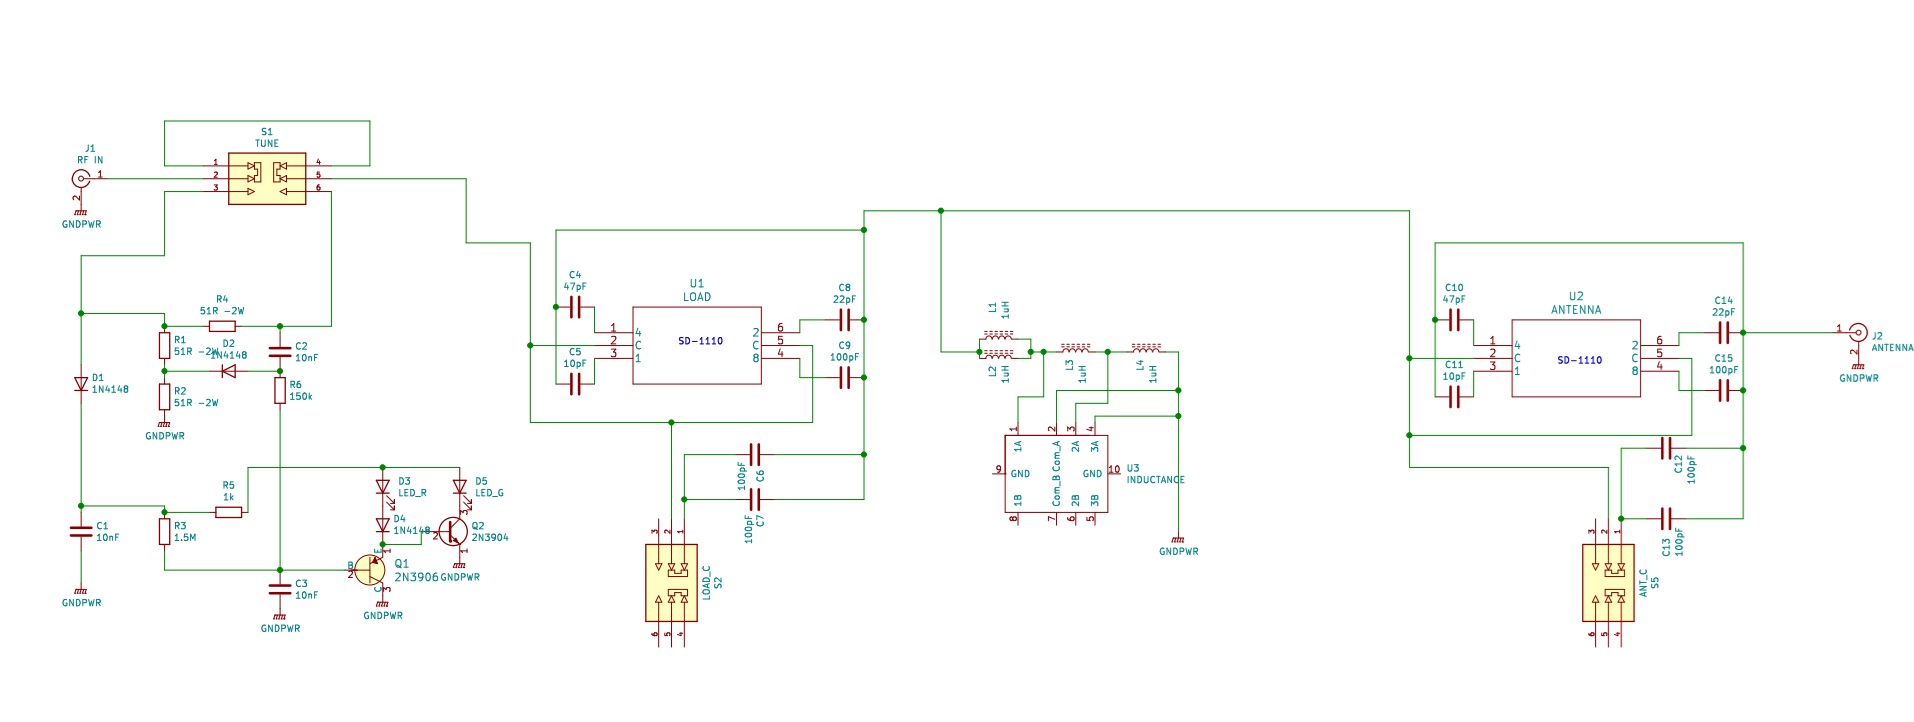 S1
TUNE
J1
RF IN
1
2
GNDPWR
1
2
3
4
5
6
R4
51R -2W
R1
51R -2W
D2
1N4148
C2
10nF
D1
1N4148
R2
51R -2W
GNDPWR
R6
150k
R5
1k
D3
LED_R
D5
LED_G
C1
10nF
R3
1.5M
D4
1N4148
Q2
2N3904
2
3
1
GNDPWR
Q1
2N3906
B
2
E
1
C
3
GNDPWR
GNDPWR
C3
10nF
GNDPWR
C4
47pF
C5
10pF
U1
LOAD
SD-1110
1
2
3
4
C
1
2
C
8
6
5
4
C8
22pF
C9
100pF
C6
100pF
C7
100pF
3
2
1
LOAD_C
S2
6
5
4
L1
1uH
L2
1uH
L3
1uH
L4
1uH
1
2
3
4
1A
Com_A
2A
3A
9
GND
GND
10
1B
Com_B
2B
3B
8
7
6
5
U3
INDUCTANCE
GNDPWR
C10
47pF
C11
10pF
U2
ANTENNA
SD-1110
1
2
3
4
C
1
2
C
8
6
5
4
C14
22pF
C15
100pF
C12
100pF
C13
100pF
3
2
1
ANT_C
S5
6
5
4
J2
ANTENNA
1
2
GNDPWR